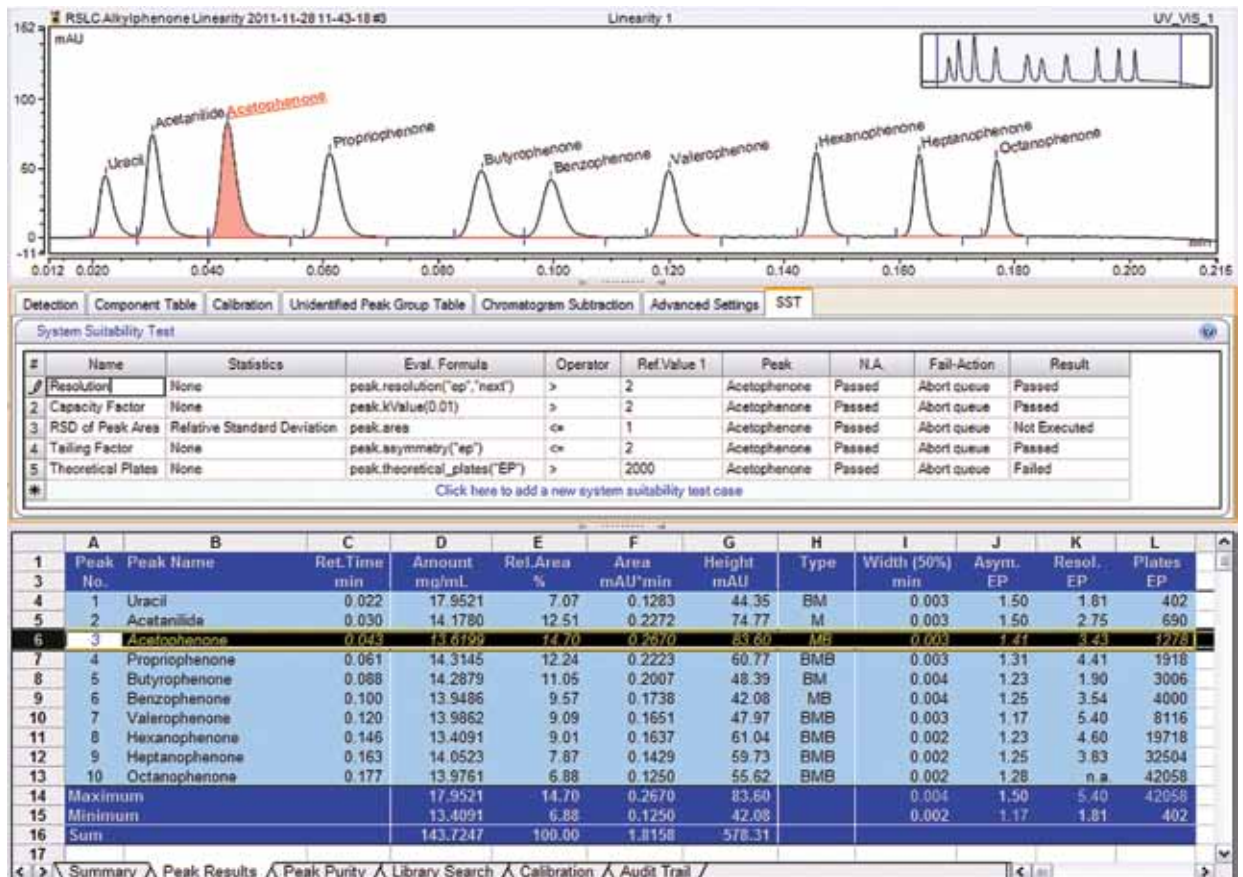 RSLC Alkylphenone Linearity 2011-11-28 11-43-18 #3 Linearity 1 UV_VIS_1
162
mAU
100
50
0
-11
Uracil
Acetanilide
Acetophenone
Propriophenone
Butyrophenone
Benzophenone
Valerophenone
Hexanophenone
Heptanophenone
Octanophenone
min
0.012 0.020 0.040 0.060 0.080 0.100 0.120 0.140 0.160 0.180 0.200 0.215
Detection Component Table Calibration Unidentified Peak Group Table Chromatogram Subtraction Advanced Settings SST
System Suitability Test
# Name Statistics Eval. Formula Operator Ref.Value 1 Peak N.A. Fail-Action Result
Resolution None peak.resolution("ep","next") > 2 Acetophenone Passed Abort queue Passed
2 Capacity Factor None peak.kValue(0.01) > 2 Acetophenone Passed Abort queue Passed
3 RSD of Peak Area Relative Standard Deviation peak.area <= 1 Acetophenone Passed Abort queue Not Executed
4 Tailing Factor None peak.asymmetry("ep") <= 2 Acetophenone Passed Abort queue Passed
5 Theoretical Plates None peak.theoretical_plates("EP") > 2000 Acetophenone Passed Abort queue Failed
Click here to add a new system suitability test case
A B C D E F G H I J K L
1 Peak Peak Name Ret.Time Amount Rel.Area Area Height Type Width (50%) Asym. Resol. Plates
3 No. min mg/mL % mAU*min mAU min EP EP EP
4 1 Uracil 0.022 17.9521 7.07 0.1283 44.35 BM 0.003 1.50 1.81 402
5 2 Acetanilide 0.030 14.1780 12.51 0.2272 74.77 M 0.003 1.50 2.75 690
6 3 Acetophenone 0.043 13.6199 14.70 0.2670 83.60 MB 0.003 1.41 3.43 1278
7 4 Propriophenone 0.061 14.3145 12.24 0.2223 60.77 BMB 0.003 1.31 4.41 1918
8 5 Butyrophenone 0.088 14.2879 11.05 0.2007 48.39 BM 0.004 1.23 1.90 3006
9 6 Benzophenone 0.100 13.9486 9.57 0.1738 42.08 MB 0.004 1.25 3.54 4000
10 7 Valerophenone 0.120 13.9862 9.09 0.1651 47.97 BMB 0.003 1.17 5.40 8116
11 8 Hexanophenone 0.146 13.4091 9.01 0.1637 61.04 BMB 0.002 1.23 4.60 19718
12 9 Heptanophenone 0.163 14.0523 7.87 0.1429 59.73 BMB 0.002 1.25 3.83 32504
13 10 Octanophenone 0.177 13.9761 6.88 0.1250 55.62 BMB 0.002 1.28 n.a. 42058
14 Maximum 17.9521 14.70 0.2670 83.60 0.004 1.50 5.40 42058
15 Minimum 13.4091 6.88 0.1250 42.08 0.002 1.17 1.81 402
16 Sum 143.7247 100.00 1.8158 578.31
17
Summary Peak Results Peak Purity Library Search Calibration Audit Trail